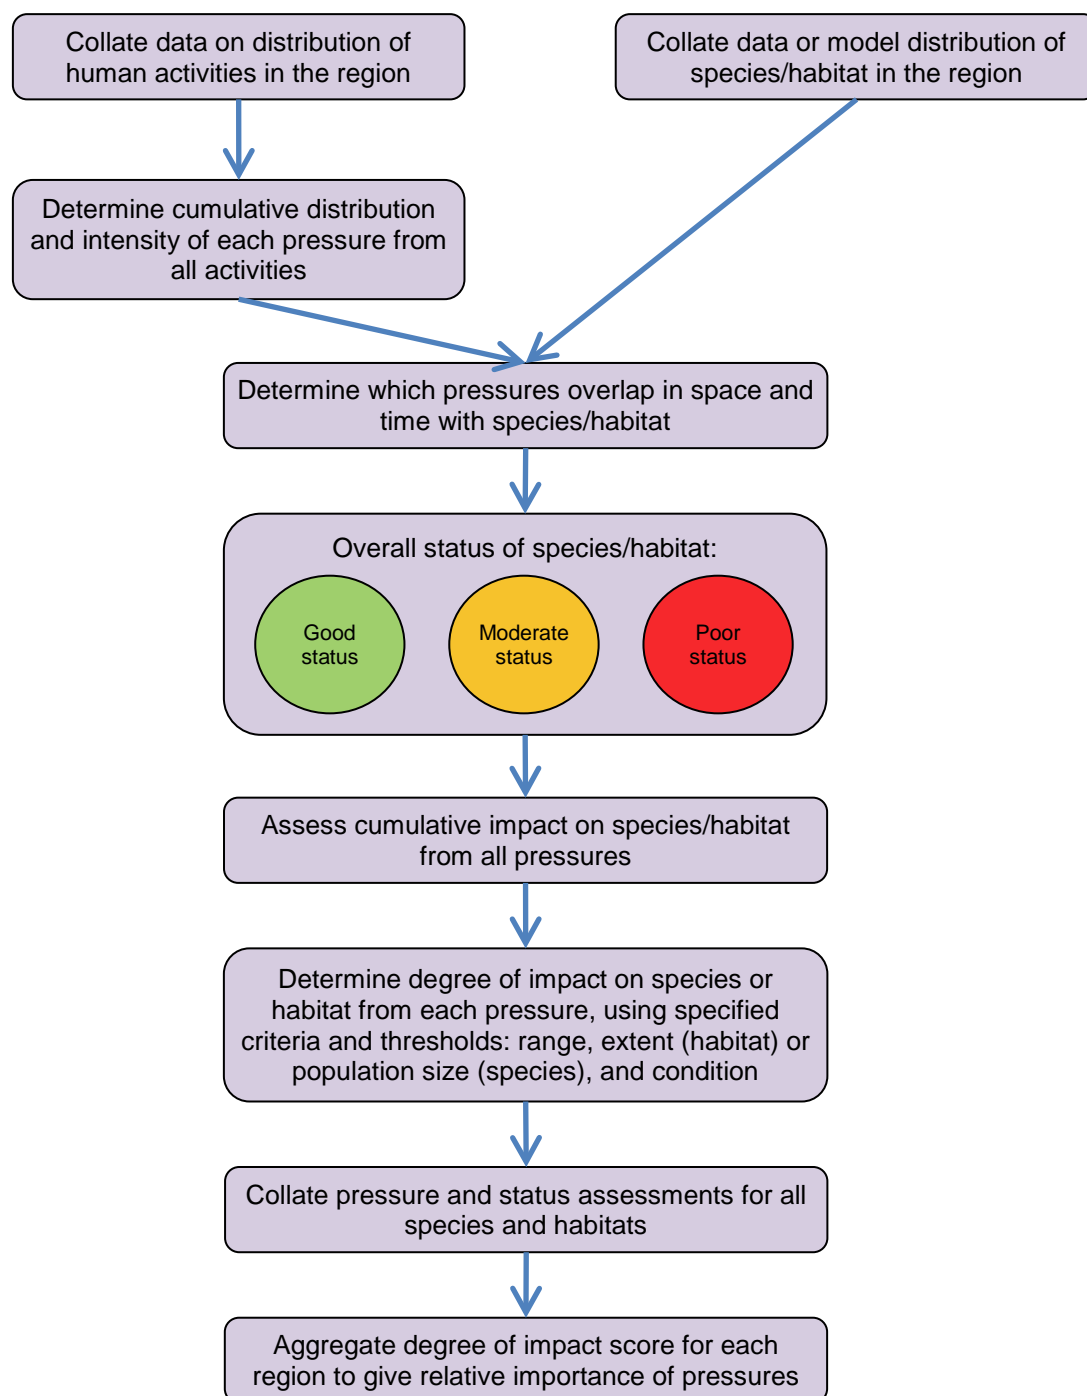 Collate data on distribution of
human activities in the region
Collate data or model distribution of
species/habitat in the region
Determine cumulative distribution
and intensity of each pressure from
all activities
Determine which pressures overlap in space and
time with species/habitat
Overall status of species/habitat:
Good
status
Moderate
status
Poor
status
Assess cumulative impact on species/habitat
from all pressures
Determine degree of impact on species or
habitat from each pressure, using specified
criteria and thresholds: range, extent (habitat) or
population size (species), and condition
Collate pressure and status assessments for all
species and habitats
Aggregate degree of impact score for each
region to give relative importance of pressures